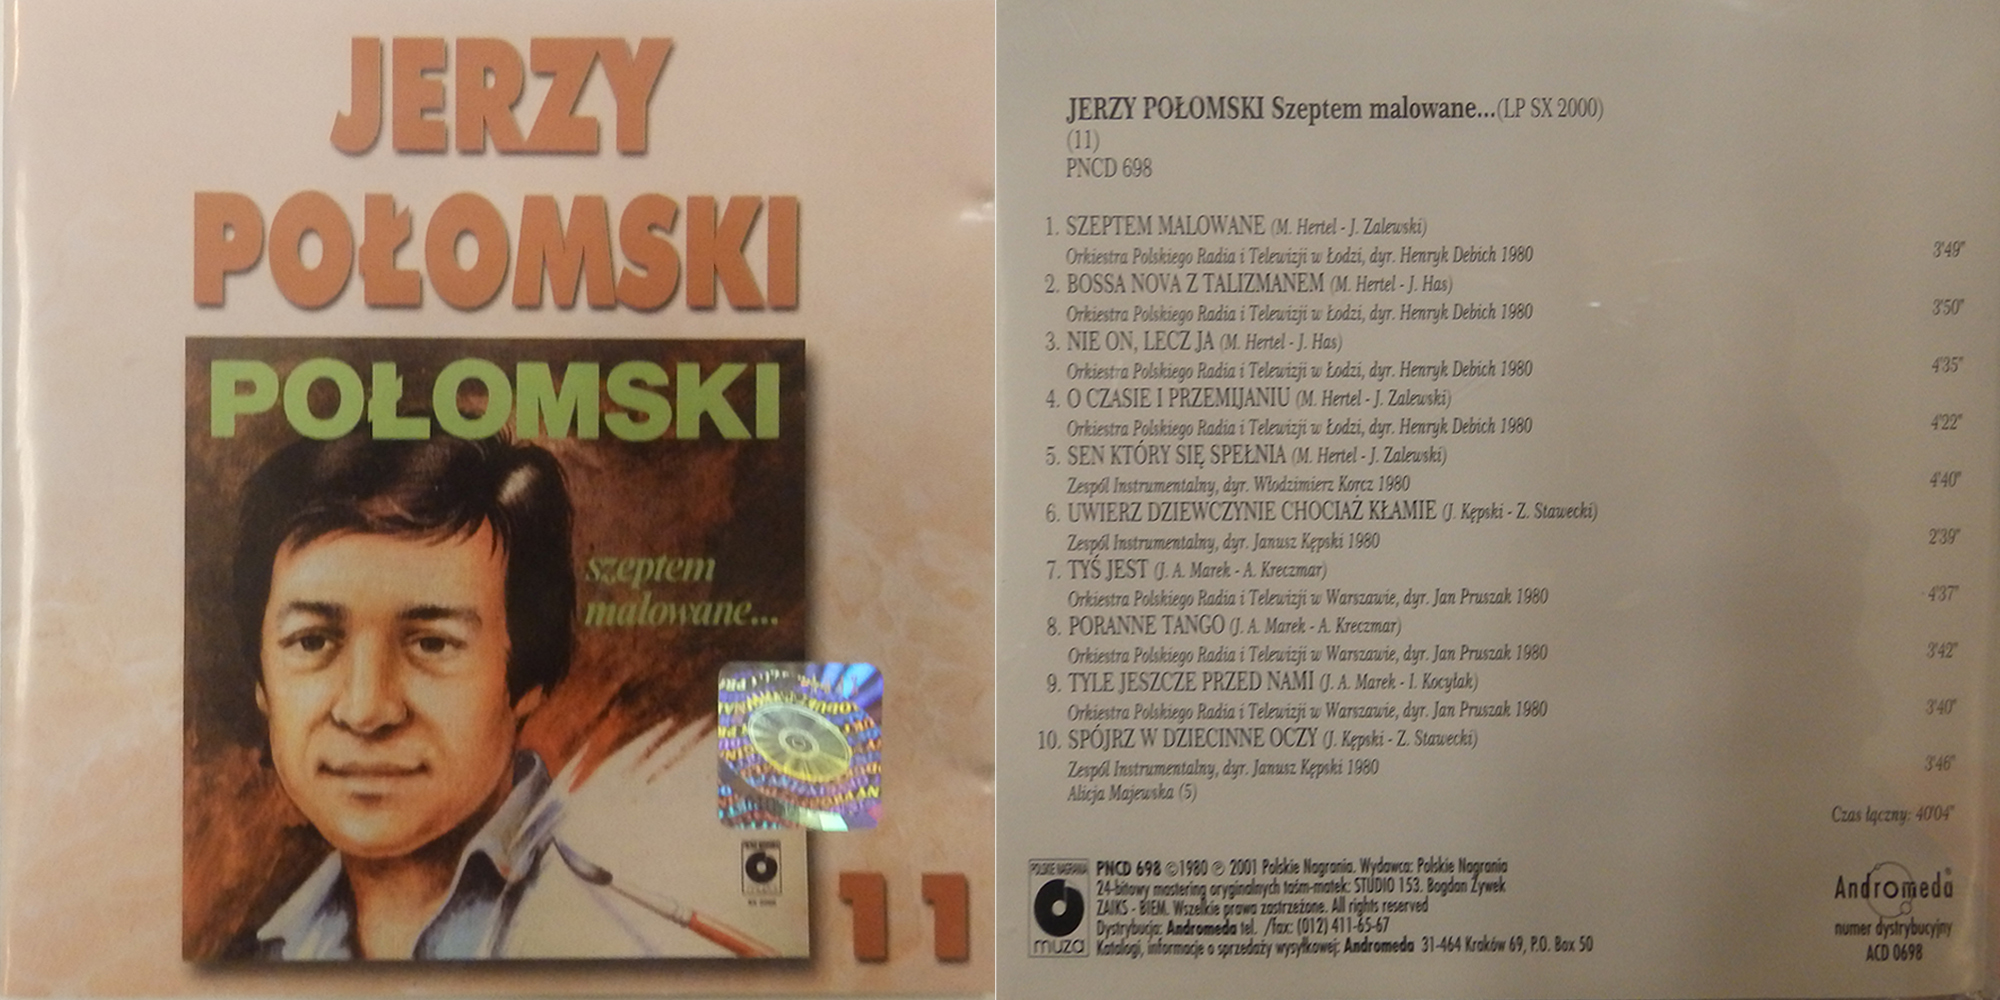 JERZY
POŁOMSKI
POŁOMSKI
szeptem
malowane...
11
JERZY POŁOMSKI Szeptem malowane...(LP SX 2000)
(11)
PNCD 698
1. SZEPTEM MALOWANE (M. Hertel - J. Zalewski)
Orkiestra Polskiego Radia i Telewizji w Łodzi, dyr. Henryk Debich 1980 3'49"
2. BOSSA NOVA Z TALIZMANEM (M. Hertel - J. Has)
Orkiestra Polskiego Radia i Telewizji w Łodzi, dyr. Henryk Debich 1980 3'50"
3. NIE ON, LECZ JA (M. Hertel - J. Has)
Orkiestra Polskiego Radia i Telewizji w Łodzi, dyr. Henryk Debich 1980 4'35"
4. O CZASIE I PRZEMIJANIU (M. Hertel - J. Zalewski)
Orkiestra Polskiego Radia i Telewizji w Łodzi, dyr. Henryk Debich 1980 4'22"
5. SEN KTÓRY SIĘ SPEŁNIA (M. Hertel - J. Zalewski)
Zespól Instrumentalny, dyr. Włodzimierz Korcz 1980 4'40"
6. UWIERZ DZIEWCZYNIE CHOCIAŻ KŁAMIE (J. Kępski - Z. Stawecki)
Zespól Instrumentalny, dyr. Janusz Kępski 1980 2'39"
7. TYŚ JEST (J. A. Marek - A. Kreczmar)
Orkiestra Polskiego Radia i Telewizji w Warszawie, dyr. Jan Pruszak 1980 4'37"
8. PORANNE TANGO (J. A. Marek - A. Kreczmar)
Orkiestra Polskiego Radia i Telewizji w Warszawie, dyr. Jan Pruszak 1980 3'42"
9. TYLE JESZCZE PRZED NAMI (J. A. Marek - I. Kocyłak)
Orkiestra Polskiego Radia i Telewizji w Warszawie, dyr. Jan Pruszak 1980 3'40"
10. SPÓJRZ W DZIECINNE OCZY (J. Kępski - Z. Stawecki)
Zespól Instrumentalny, dyr. Janusz Kępski 1980 3'46"
Alicja Majewska (5)
Czas łączny: 40'04"
POLSKIE NAGRANIA
muza
PNCD 698 ©1980 ℗ 2001 Polskie Nagrania. Wydawca: Polskie Nagrania
24-bitowy mastering oryginalnych taśm-matek: STUDIO 153. Bogdan Żywek
ZAIKS - BIEM. Wszelkie prawa zastrzeżone. All rights reserved
Dystrybucja: Andromeda tel. /fax: (012) 411-65-67
Katalogi, informacje o sprzedaży wysyłkowej: Andromeda 31-464 Kraków 69, P.O. Box 50
Andromeda®
numer dystrybucyjny
ACD 0698